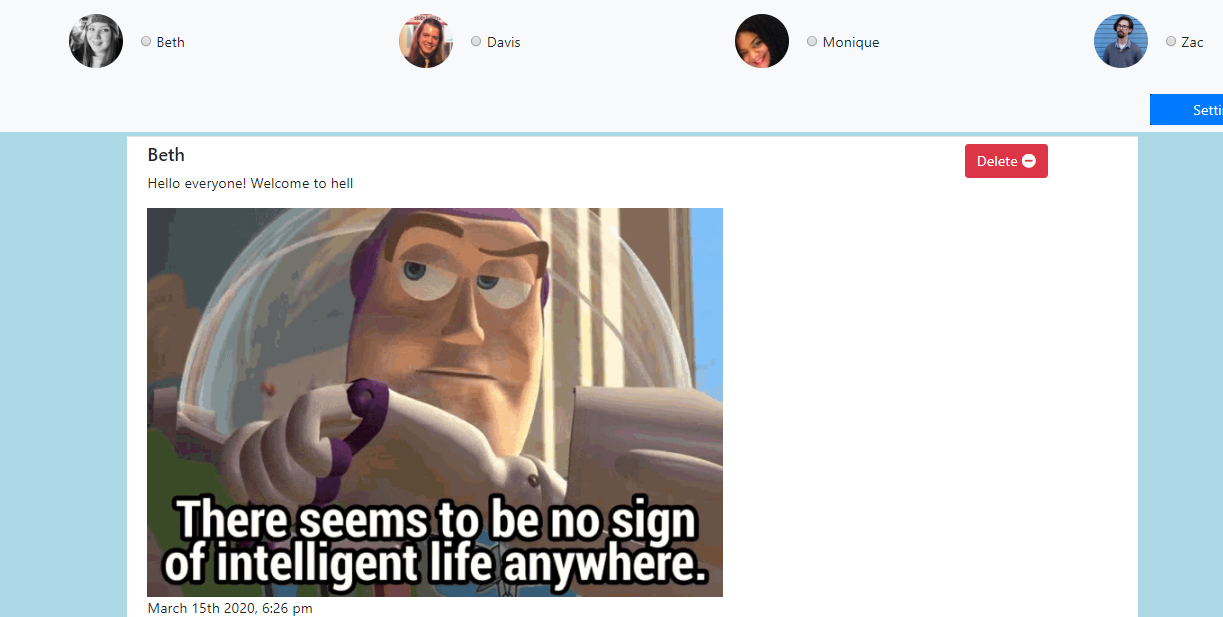 Beth
Davis
Monique
Zac
Setti
Beth
Delete
Hello everyone! Welcome to hell
There seems to be no sign
of intelligent life anywhere.
March 15th 2020, 6:26 pm